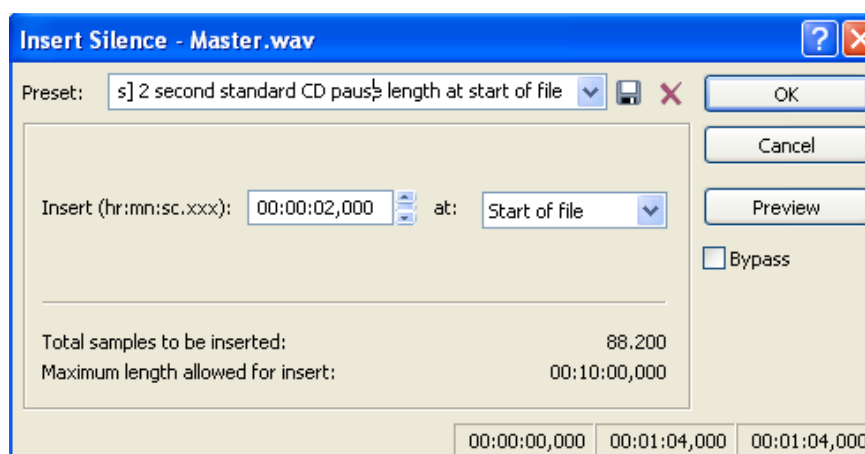 Insert Silence - Master.wav
Preset: s] 2 second standard CD pause length at start of file
OK
Cancel
Insert (hr:mn:sc.xxx): 00:00:02,000 at: Start of file
Preview
Bypass
Total samples to be inserted: 88.200
Maximum length allowed for insert: 00:10:00,000
00:00:00,000 00:01:04,000 00:01:04,000